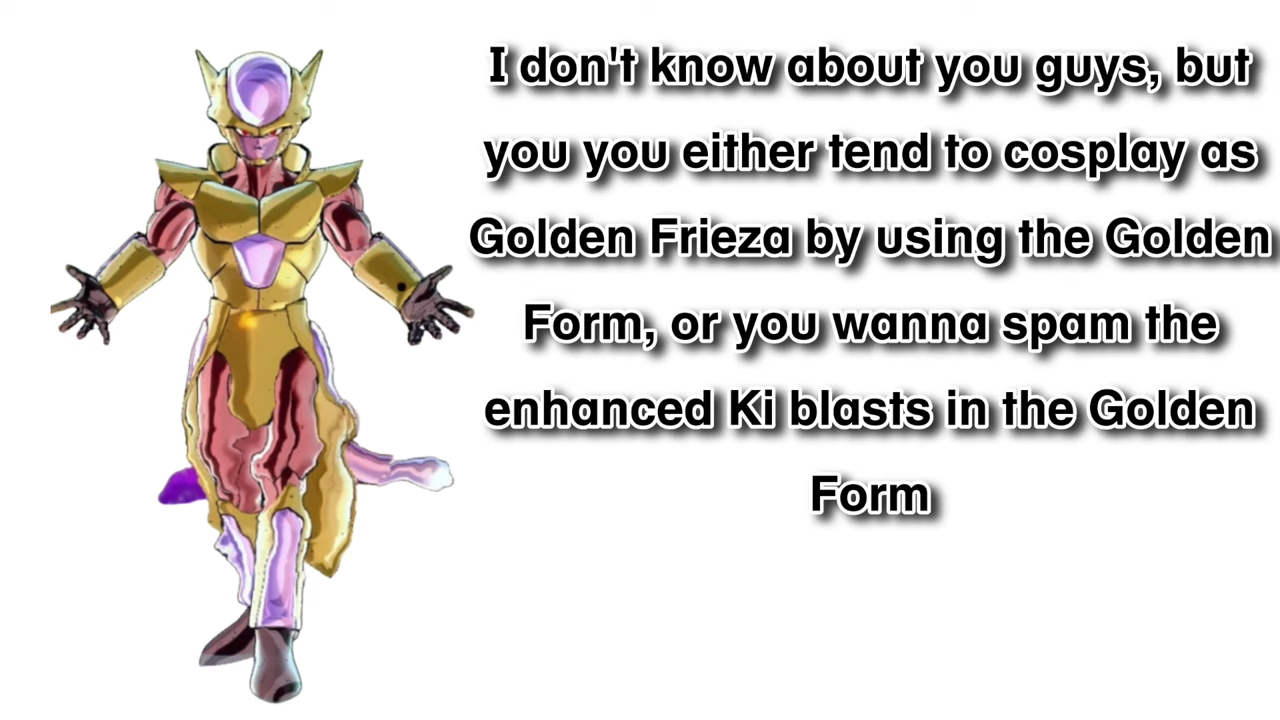 I don't know about you guys, but
you you either tend to cosplay as
Golden Frieza by using the Golden
Form, or you wanna spam the
enhanced Ki blasts in the Golden
Form